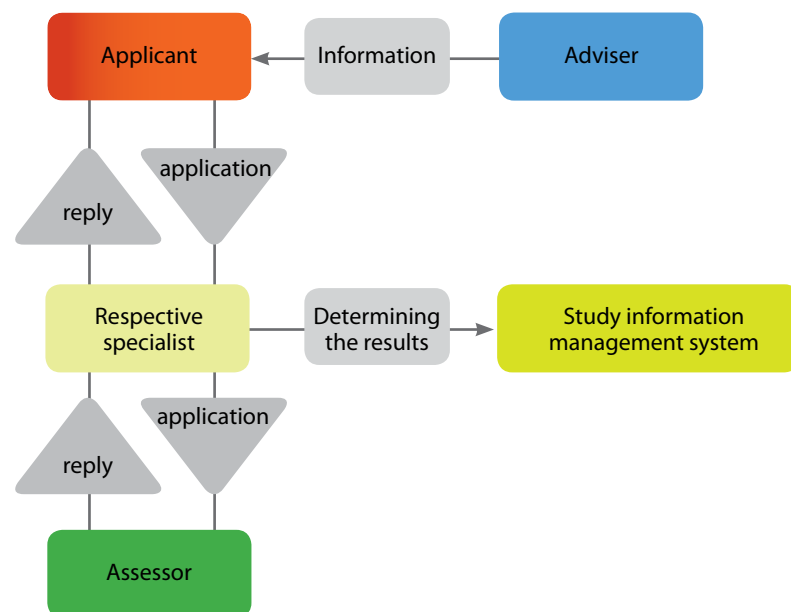 Applicant
Information
Adviser
application
reply
Respective
specialist
Determining
the results
Study information
management system
application
reply
Assessor